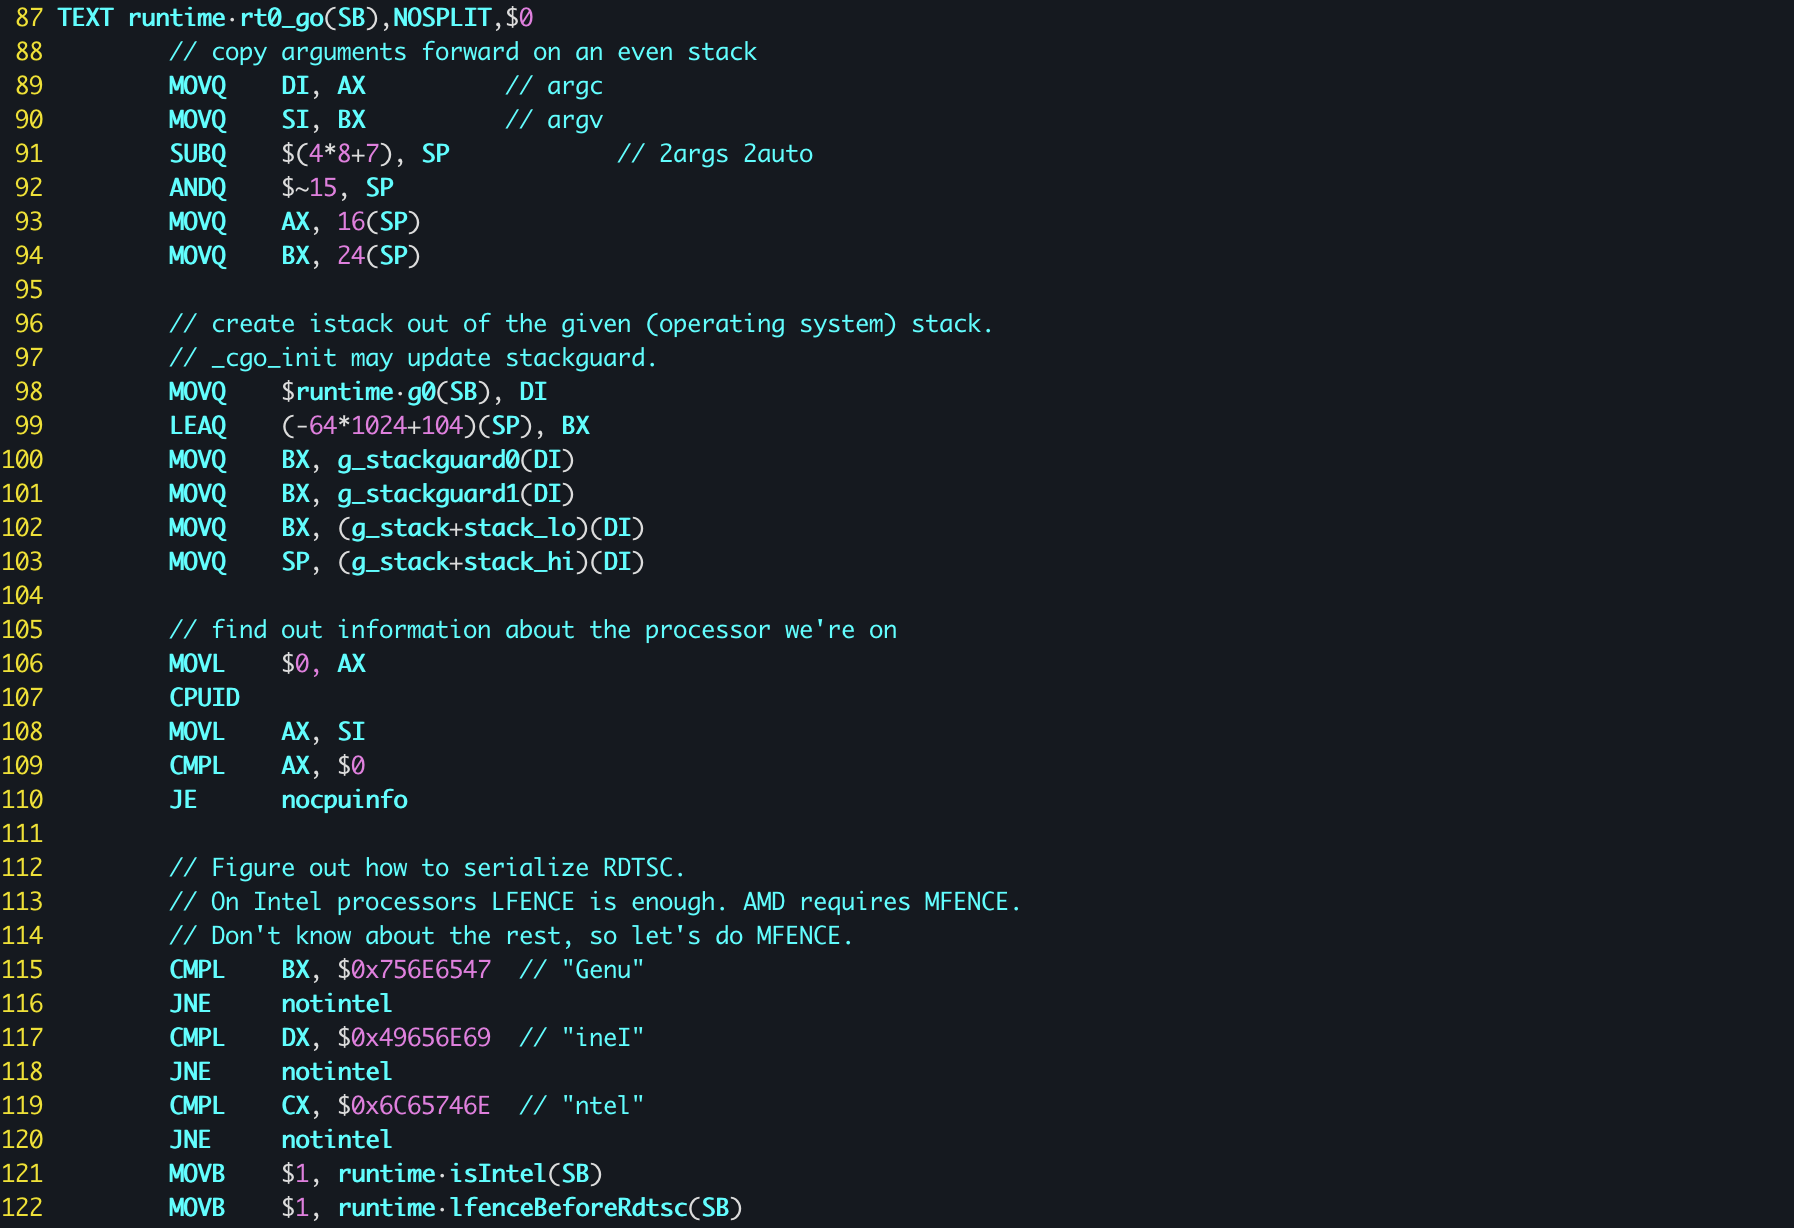 87 TEXT runtime·rt0_go(SB),NOSPLIT,$0
88         // copy arguments forward on an even stack
89         MOVQ    DI, AX          // argc
90         MOVQ    SI, BX          // argv
91         SUBQ    $(4*8+7), SP            // 2args 2auto
92         ANDQ    $~15, SP
93         MOVQ    AX, 16(SP)
94         MOVQ    BX, 24(SP)
95
96         // create istack out of the given (operating system) stack.
97         // _cgo_init may update stackguard.
98         MOVQ    $runtime·g0(SB), DI
99         LEAQ    (-64*1024+104)(SP), BX
100         MOVQ    BX, g_stackguard0(DI)
101         MOVQ    BX, g_stackguard1(DI)
102         MOVQ    BX, (g_stack+stack_lo)(DI)
103         MOVQ    SP, (g_stack+stack_hi)(DI)
104
105         // find out information about the processor we're on
106         MOVL    $0, AX
107         CPUID
108         MOVL    AX, SI
109         CMPL    AX, $0
110         JE      nocpuinfo
111
112         // Figure out how to serialize RDTSC.
113         // On Intel processors LFENCE is enough. AMD requires MFENCE.
114         // Don't know about the rest, so let's do MFENCE.
115         CMPL    BX, $0x756E6547  // "Genu"
116         JNE     notintel
117         CMPL    DX, $0x49656E69  // "ineI"
118         JNE     notintel
119         CMPL    CX, $0x6C65746E  // "ntel"
120         JNE     notintel
121         MOVB    $1, runtime·isIntel(SB)
122         MOVB    $1, runtime·lfenceBeforeRdtsc(SB)